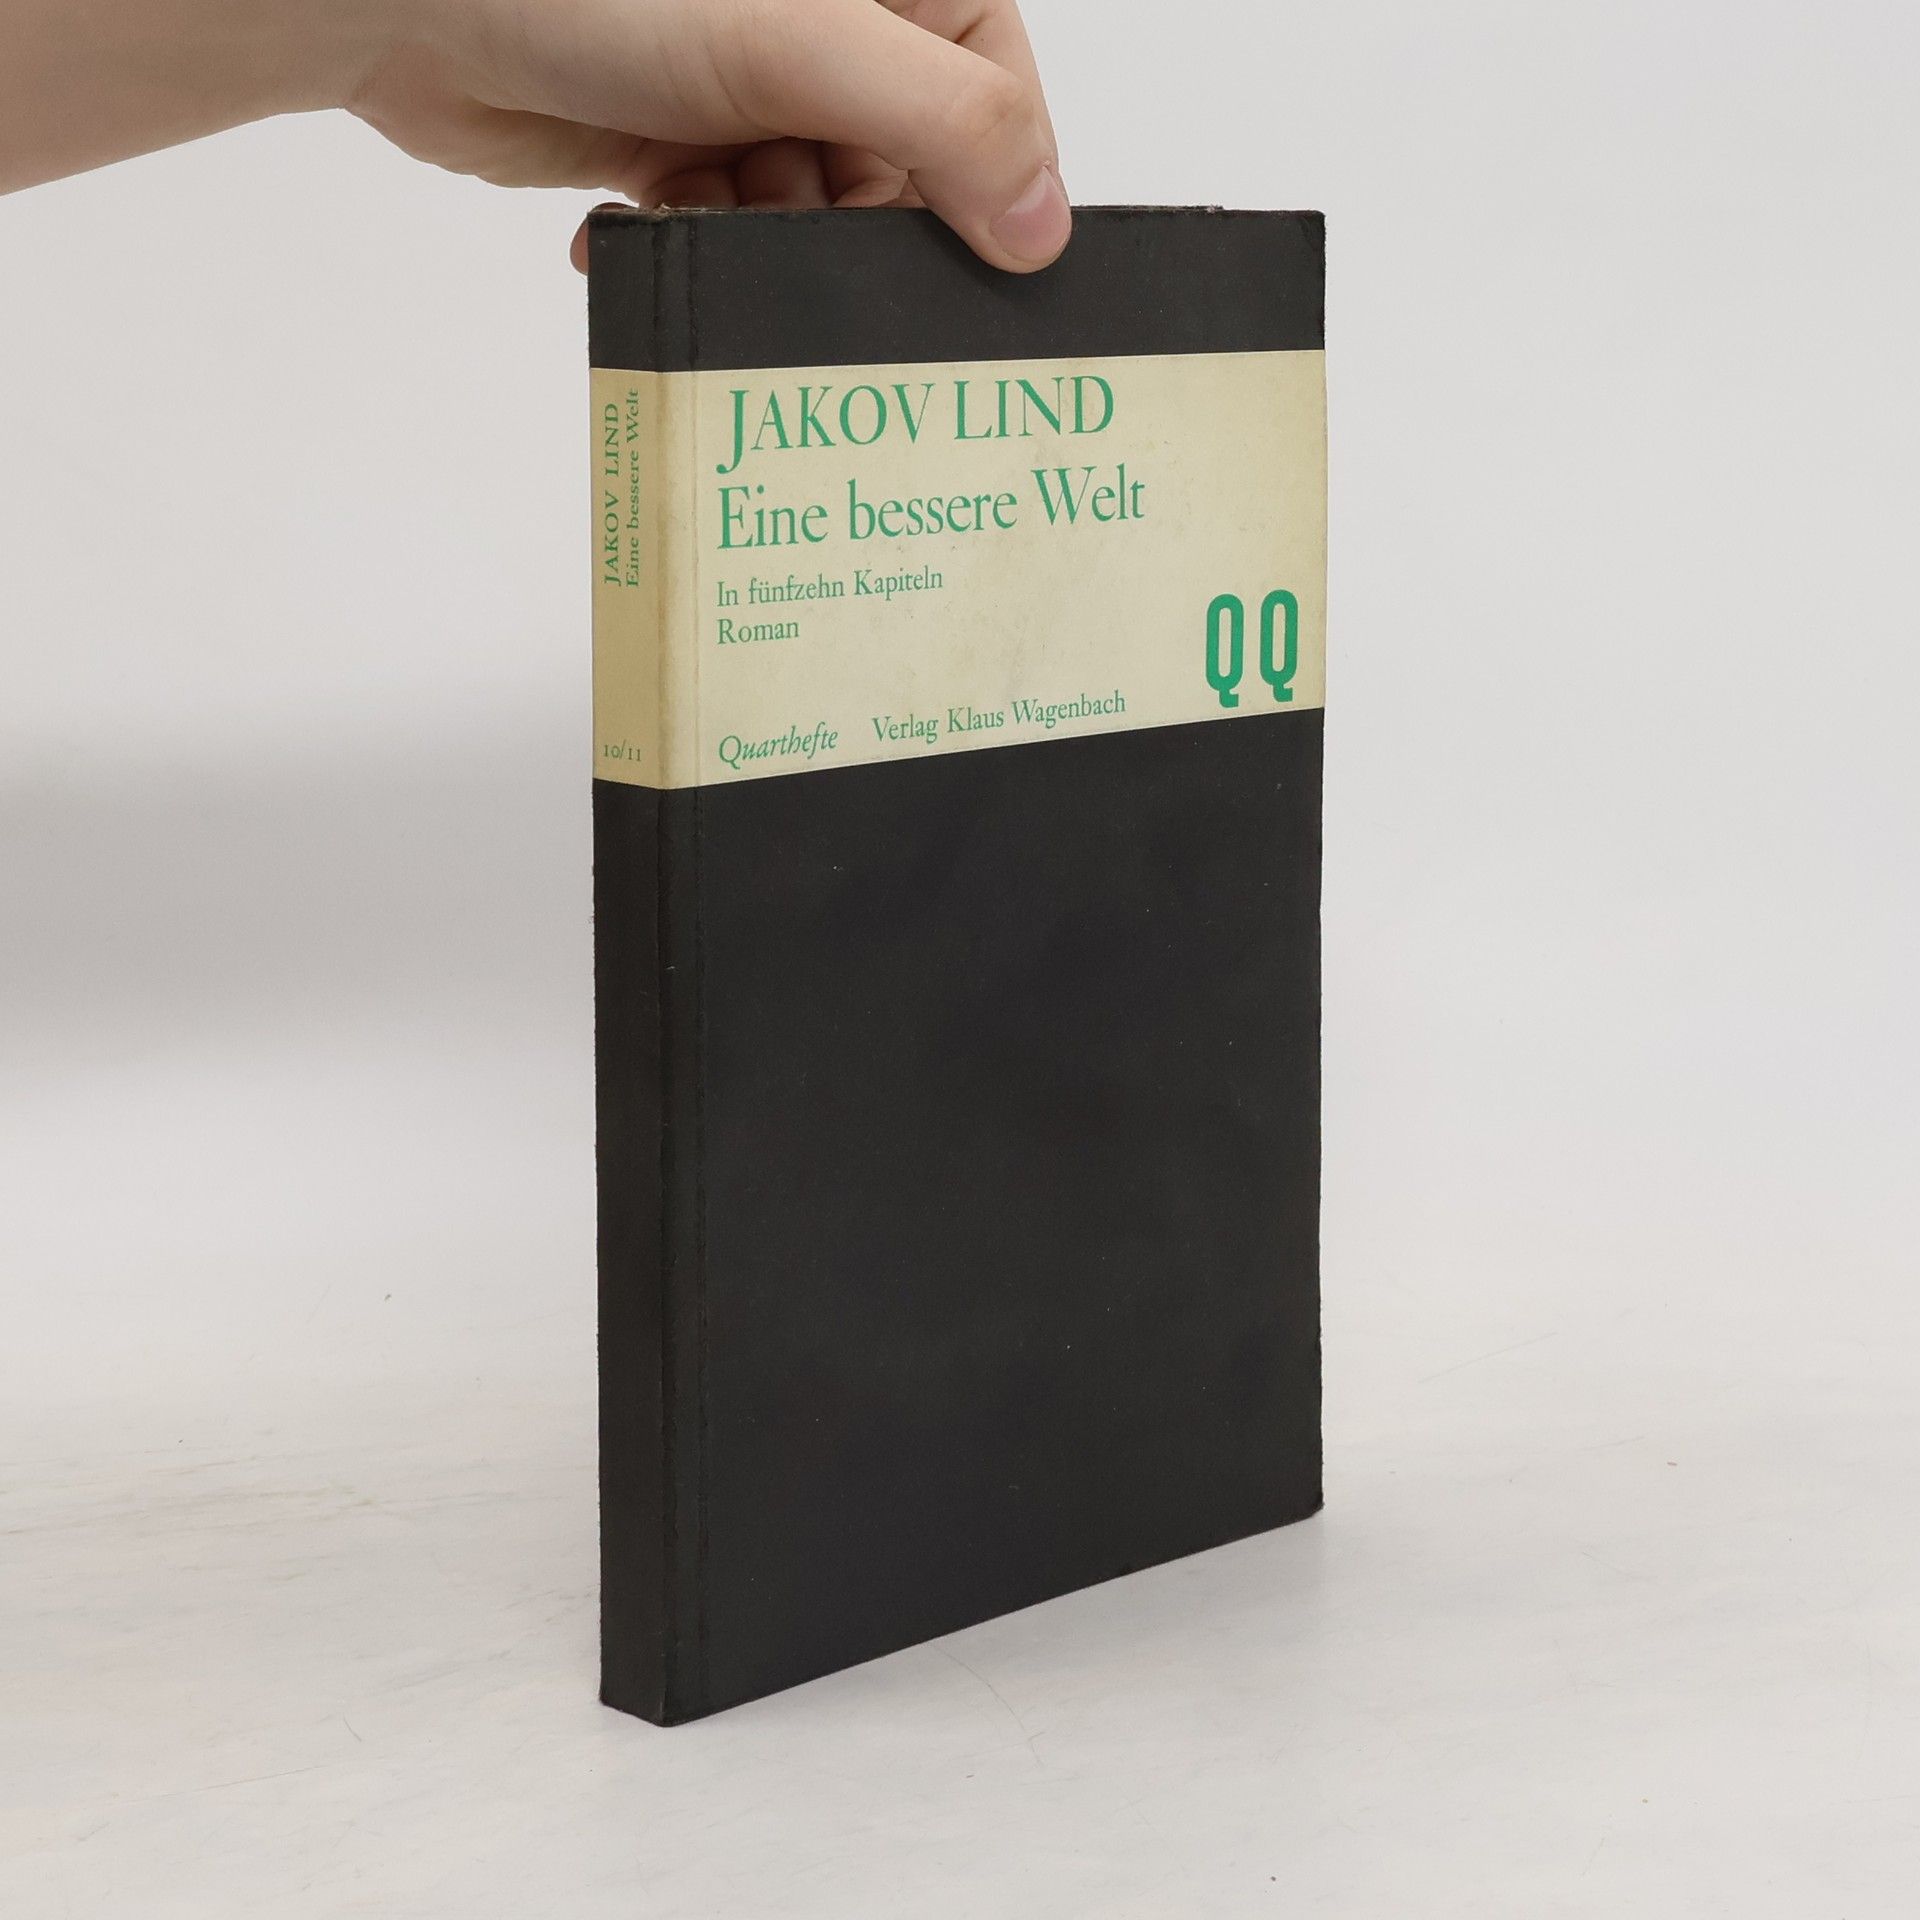 JAKOV LIND
Eine bessere Welt
10/11
JAKOV LIND
Eine bessere Welt
In fünfzehn Kapiteln
Roman
QQ
Quarthefte Verlag Klaus Wagenbach